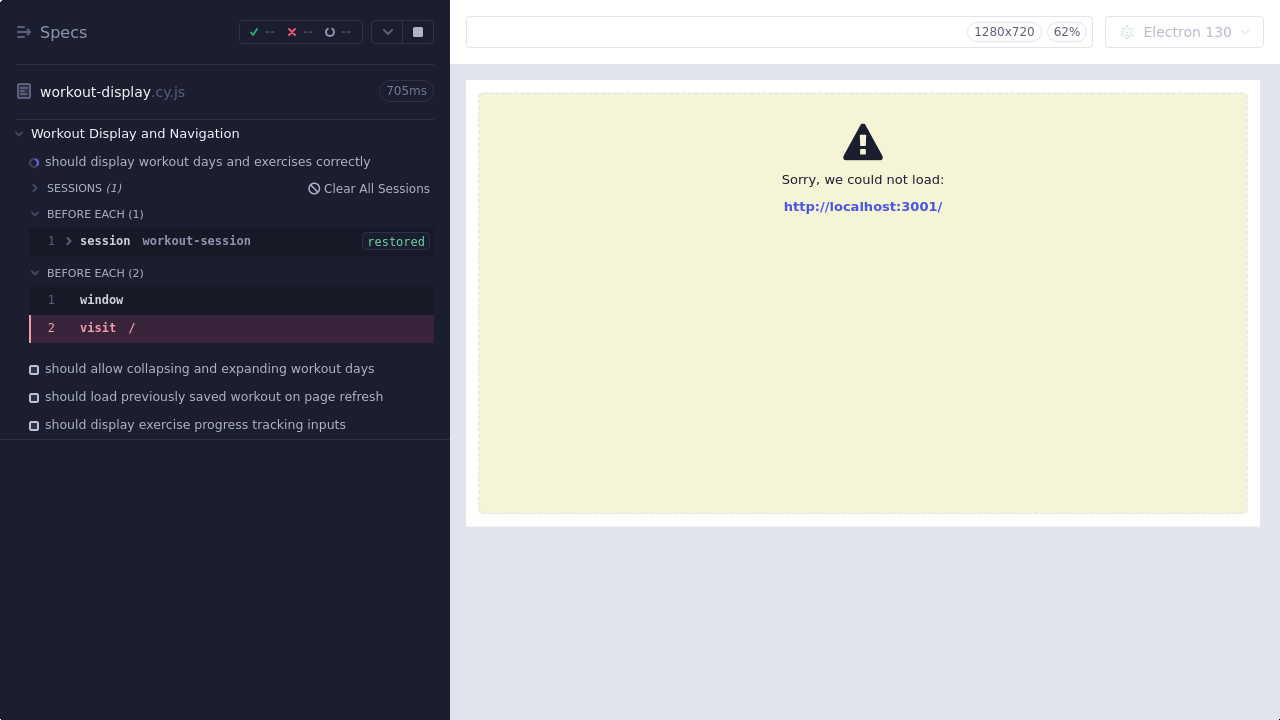 Specs
-- -- --
workout-display.cy.js 705ms
Workout Display and Navigation
should display workout days and exercises correctly
SESSIONS (1) Clear All Sessions
BEFORE EACH (1)
1 session workout-session restored
BEFORE EACH (2)
1 window
2 visit /
should allow collapsing and expanding workout days
should load previously saved workout on page refresh
should display exercise progress tracking inputs
1280x720 62% Electron 130
Sorry, we could not load:
http://localhost:3001/